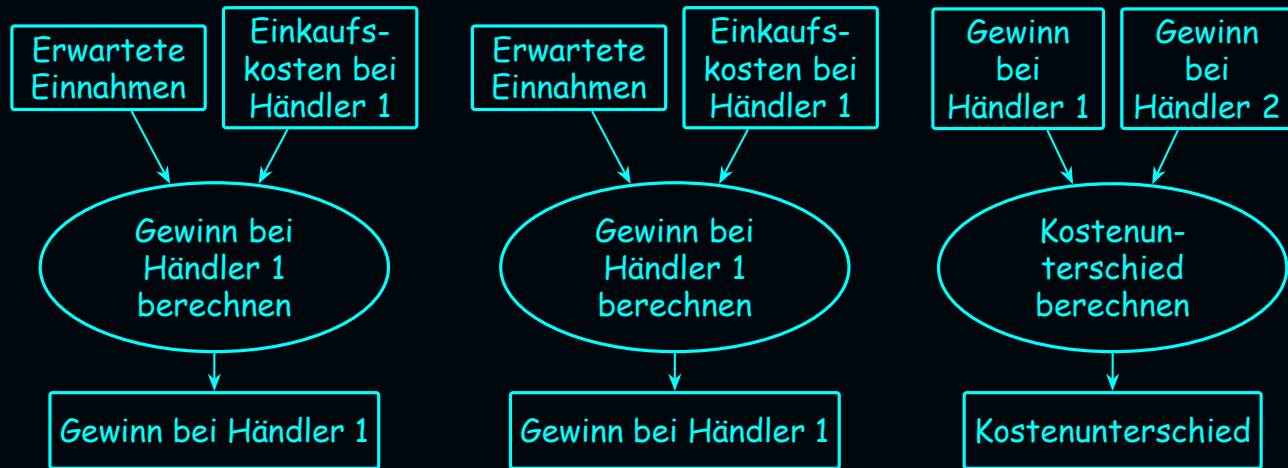 Erwartete
Einnahmen
Einkaufs-
kosten bei
Händler 1
Gewinn bei
Händler 1
berechnen
Gewinn bei Händler 1
Erwartete
Einnahmen
Einkaufs-
kosten bei
Händler 1
Gewinn bei
Händler 1
berechnen
Gewinn bei Händler 1
Gewinn
bei
Händler 1
Gewinn
bei
Händler 2
Kostenun-
terschied
berechnen
Kostenunterschied